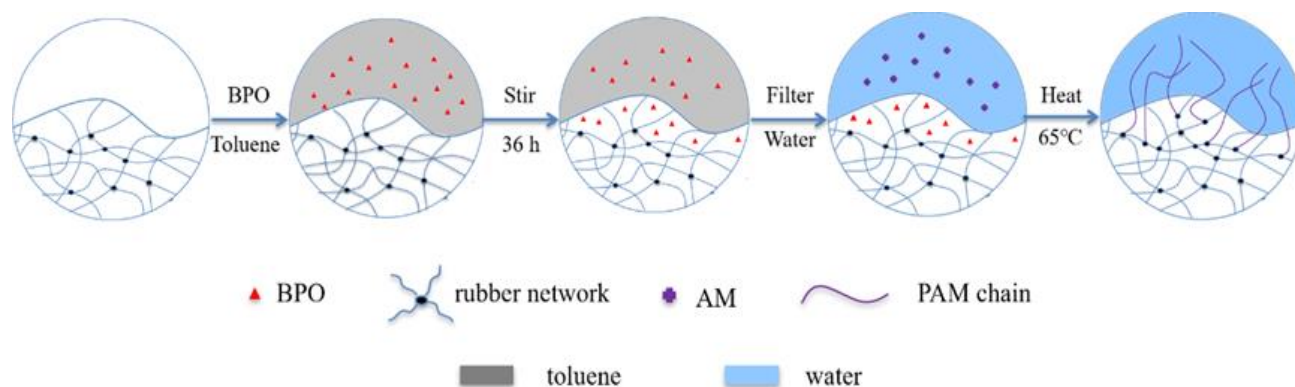 BPO
Toluene
Stir
36 h
Filter
Water
Heat
65℃
BPO
rubber network
AM
PAM chain
toluene
water